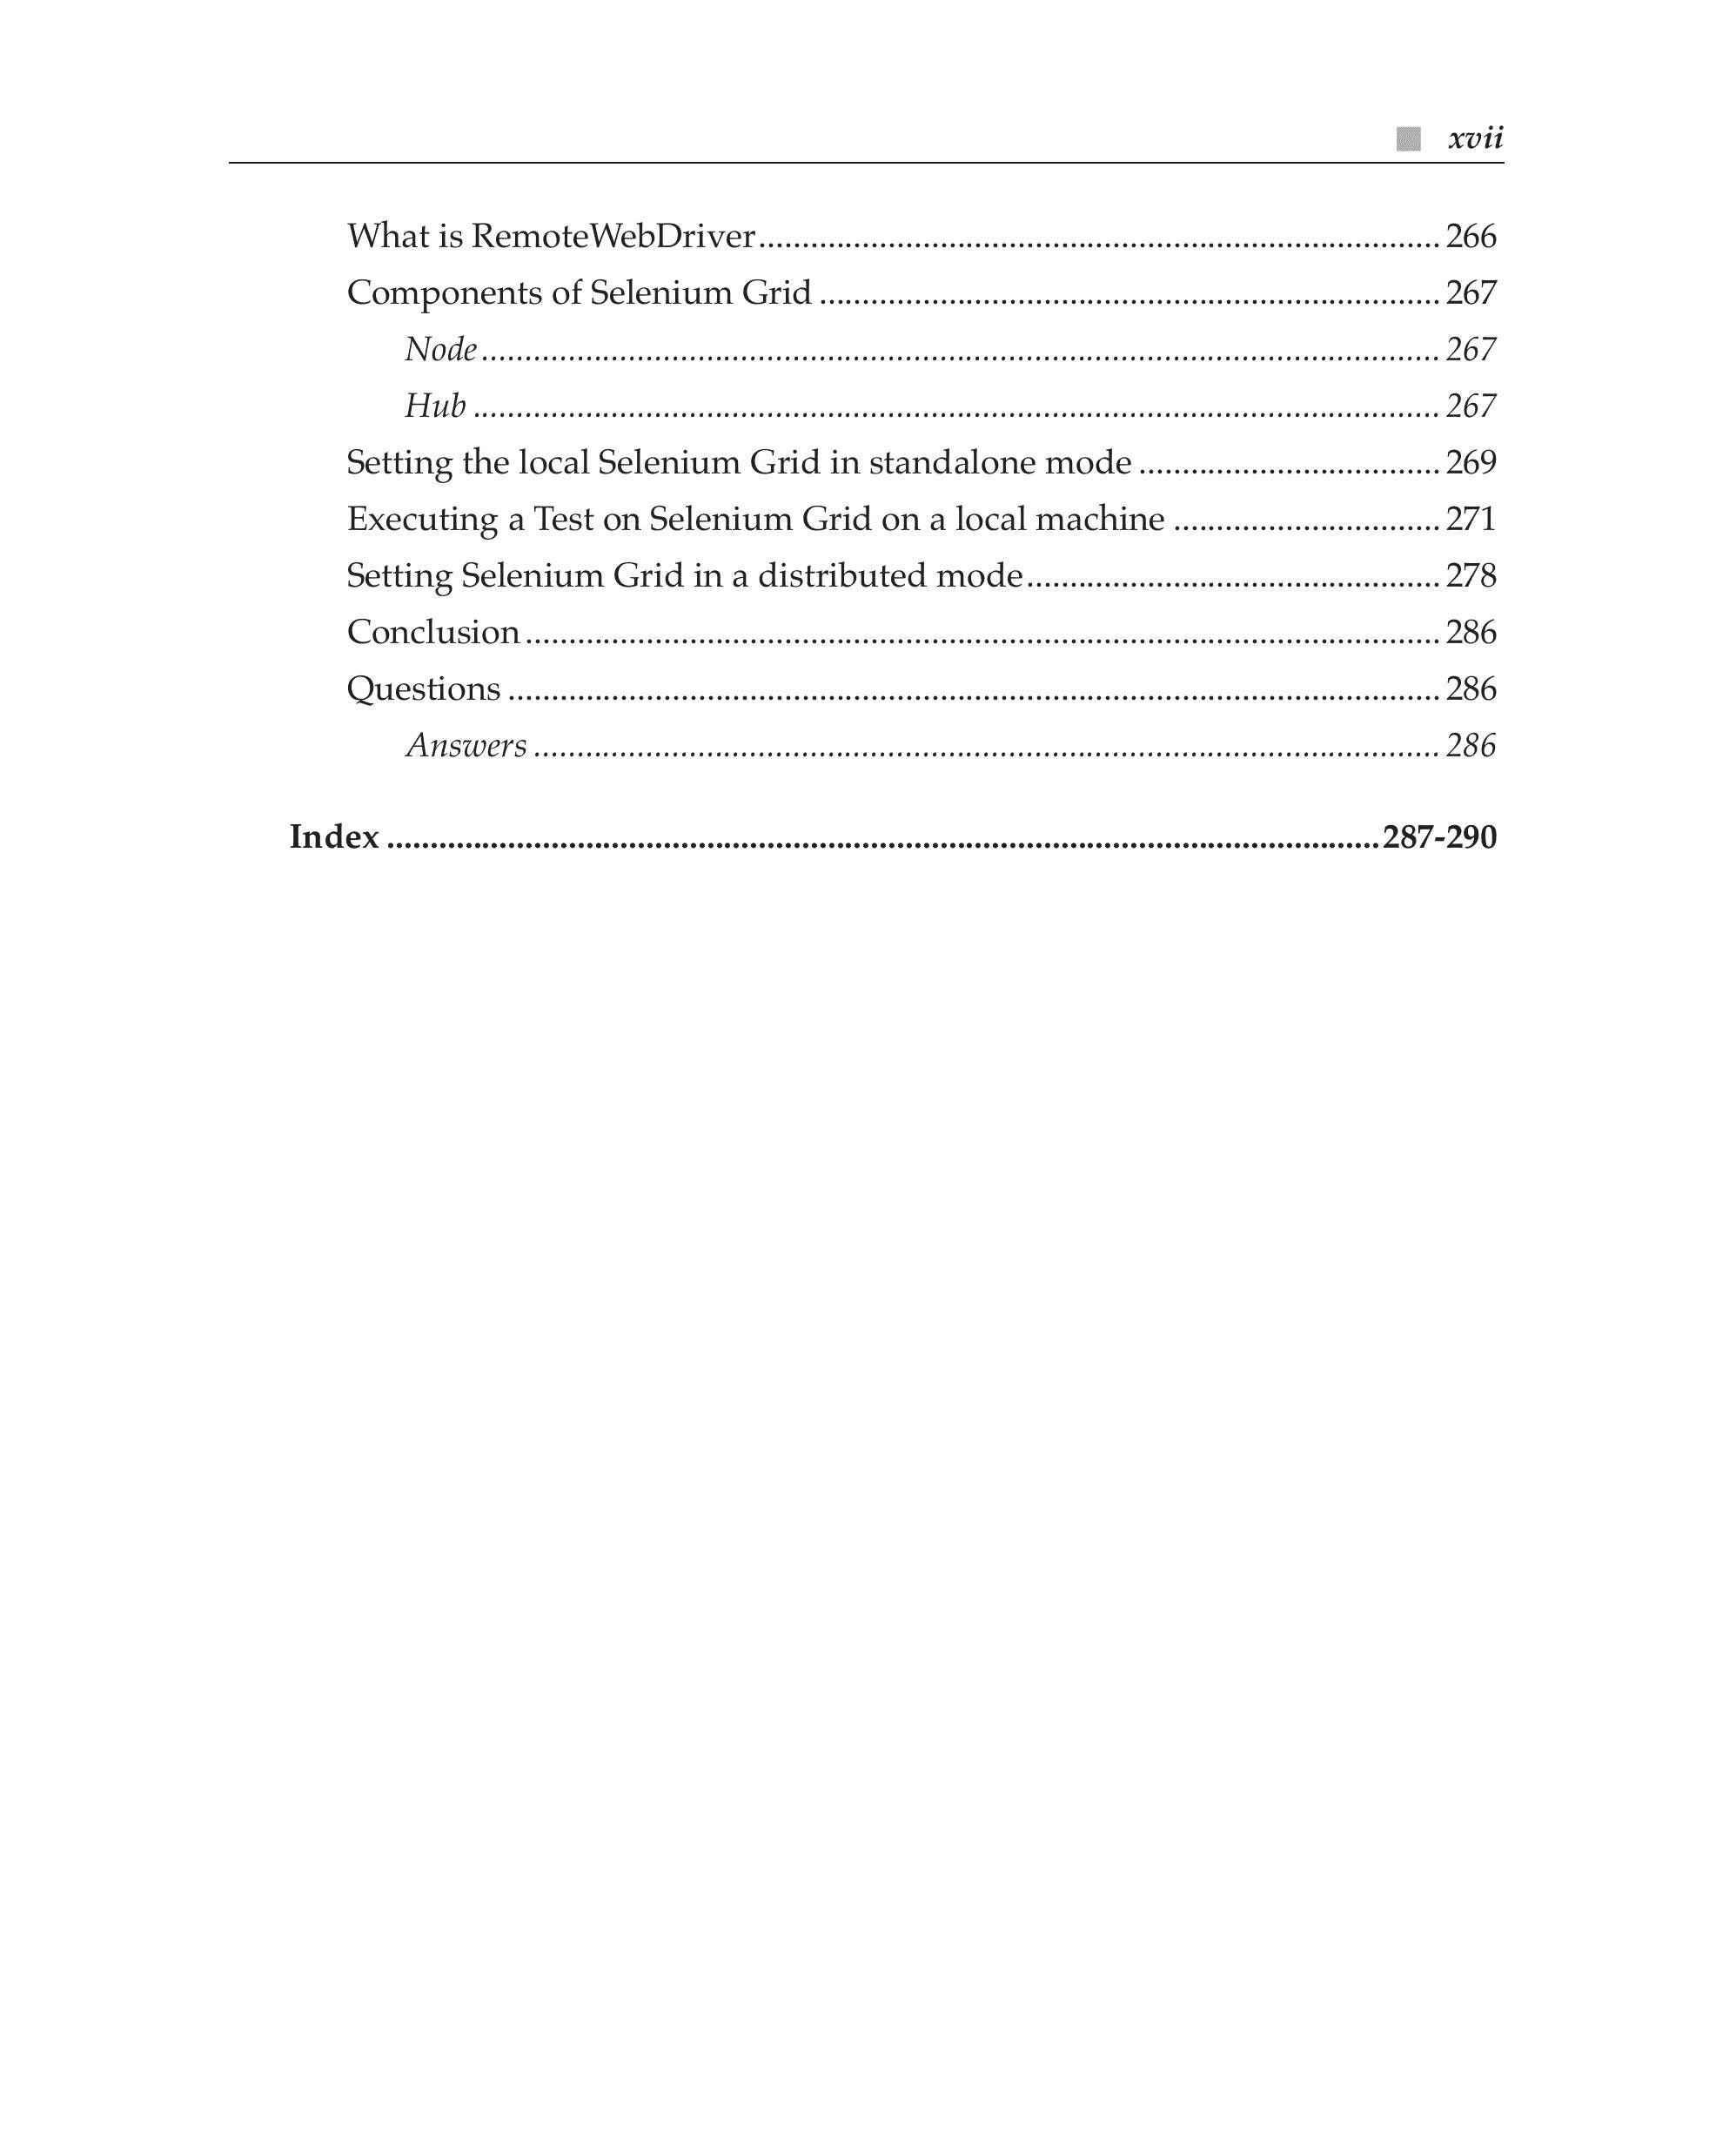 xvii
What is RemoteWebDriver.............................................................................. 266
Components of Selenium Grid ....................................................................... 267
Node.............................................................................................................. 267
Hub ............................................................................................................... 267
Setting the local Selenium Grid in standalone mode ................................... 269
Executing a Test on Selenium Grid on a local machine ............................... 271
Setting Selenium Grid in a distributed mode................................................ 278
Conclusion......................................................................................................... 286
Questions ........................................................................................................... 286
Answers ........................................................................................................ 286
Index ..................................................................................................................287-290